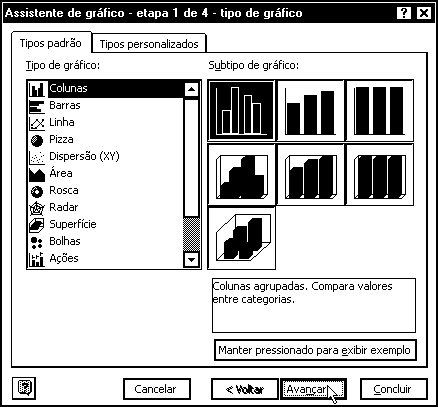 Assistente de gráfico - etapa 1 de 4 - tipo de gráfico
Tipos padrão
Tipos personalizados
Tipo de gráfico:
Subtipo de gráfico:
Colunas
Barras
Linha
Pizza
Dispersão (XY)
Área
Rosca
Radar
Superfície
Bolhas
Ações
Colunas agrupadas. Compara valores
entre categorias.
Manter pressionado para exibir exemplo
Cancelar
< Voltar
Avançar
Concluir